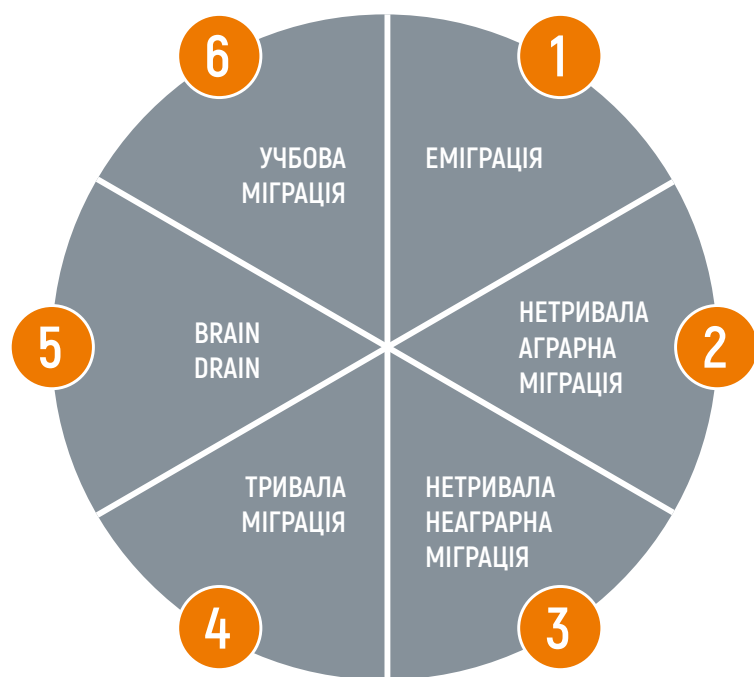 1
ЕМІГРАЦІЯ
2
НЕТРИВАЛА
АГРАРНА
МІГРАЦІЯ
3
НЕТРИВАЛА
НЕАГРАРНА
МІГРАЦІЯ
4
ТРИВАЛА
МІГРАЦІЯ
5
BRAIN
DRAIN
6
УЧБОВА
МІГРАЦІЯ